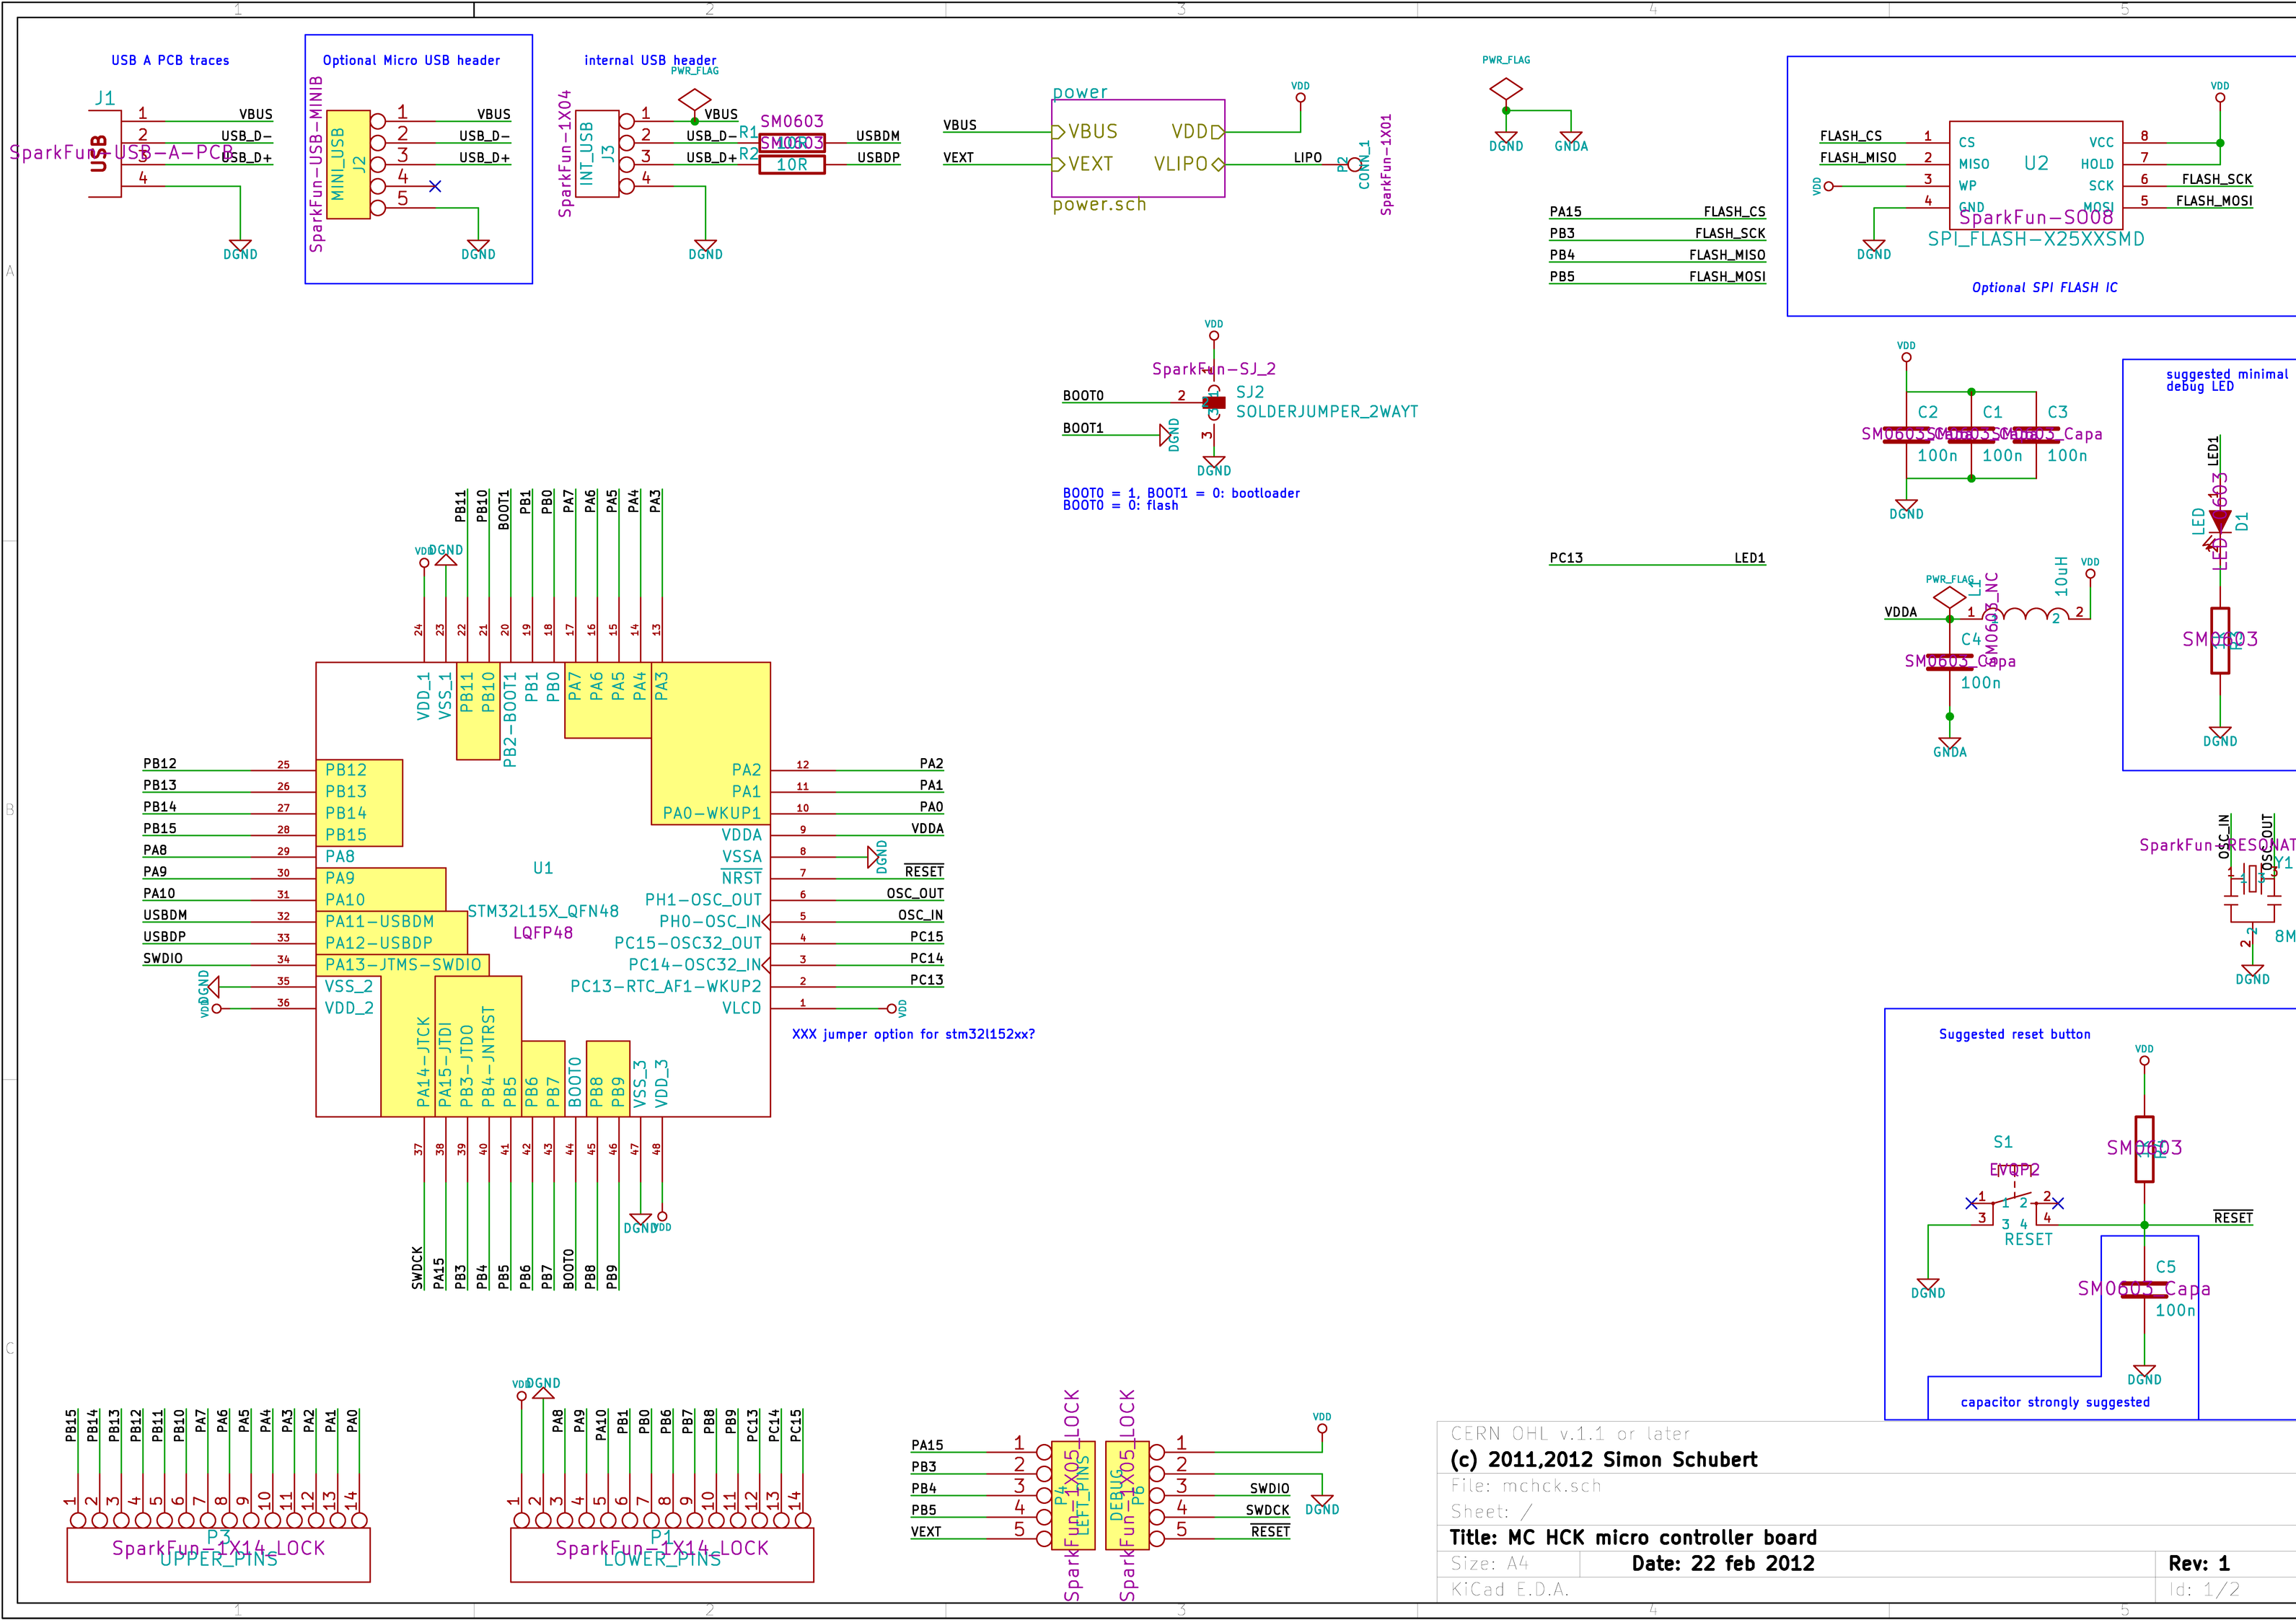 1 2 3 4 5
USB A PCB traces
J1
USB
SparkFun-USB-A-PCB
1 VBUS
2 USB_D-
3 USB_D+
4
DGND
Optional Micro USB header
SparkFun-USB-MINIB
MINI_USB
J2
1 VBUS
2 USB_D-
3 USB_D+
4
5
DGND
internal USB header
PWR_FLAG
SparkFun-1X04
INT_USB
J3
1 VBUS
2 USB_D-
3 USB_D+
4
DGND
R1 SM0603 10R USBDM
R2 SM0603 10R USBDP
power
VBUS VBUS VDD VDD
VEXT VEXT VLIPO LIPO
power.sch
P2
CONN_1
SparkFun-1X01
PWR_FLAG
DGND GNDA
PA15 FLASH_CS
PB3 FLASH_SCK
PB4 FLASH_MISO
PB5 FLASH_MOSI
VDD
FLASH_CS 1 CS VCC 8
FLASH_MISO 2 MISO U2 HOLD 7
VDD 3 WP SCK 6 FLASH_SCK
4 GND MOSI 5 FLASH_MOSI
SparkFun-SO08
SPI_FLASH-X25XXSMD
DGND
Optional SPI FLASH IC
VDD
SparkFun-SJ_2
1
BOOT0 2 SJ2
SOLDERJUMPER_2WAYT
BOOT1 DGND 3
DGND
BOOT0 = 1, BOOT1 = 0: bootloader
BOOT0 = 0: flash
VDD
C2 C1 C3
SM0603_Capa SM0603_Capa SM0603_Capa
100n 100n 100n
DGND
suggested minimal
debug LED
LED1
LED-0603
LED
D1
SM0603
DGND
PC13 LED1
PWR_FLAG
L1
SM0603_NC
10uH
VDD
VDDA 1 2
C4
SM0603_Capa
100n
GNDA
PB11 PB10 BOOT1 PB1 PB0 PA7 PA6 PA5 PA4 PA3
VDD DGND
24 23 22 21 20 19 18 17 16 15 14 13
VDD_1 VSS_1 PB11 PB10 PB2-BOOT1 PB1 PB0 PA7 PA6 PA5 PA4 PA3
PB12 25 PB12 PA2 12 PA2
PB13 26 PB13 PA1 11 PA1
PB14 27 PB14 PA0-WKUP1 10 PA0
PB15 28 PB15 VDDA 9 VDDA
PA8 29 PA8 VSSA 8 DGND
U1
PA9 30 PA9 NRST 7 RESET
PA10 31 PA10 PH1-OSC_OUT 6 OSC_OUT
STM32L15X_QFN48
USBDM 32 PA11-USBDM PH0-OSC_IN 5 OSC_IN
LQFP48
USBDP 33 PA12-USBDP PC15-OSC32_OUT 4 PC15
SWDIO 34 PA13-JTMS-SWDIO PC14-OSC32_IN 3 PC14
DGND 35 VSS_2 PC13-RTC_AF1-WKUP2 2 PC13
VDD 36 VDD_2 VLCD 1 VDD
XXX jumper option for stm32l152xx?
PA14-JTCK PA15-JTDI PB3-JTDO PB4-JNTRST PB5 PB6 PB7 BOOT0 PB8 PB9 VSS_3 VDD_3
37 38 39 40 41 42 43 44 45 46 47 48
DGND VDD
SWDCK PA15 PB3 PB4 PB5 PB6 PB7 BOOT0 PB8 PB9
OSC_IN OSC_OUT
SparkFun-RESONAT
Y1
1 3
8M
2
DGND
Suggested reset button
VDD
SM0603
S1
EVQP2
1 1 2 2
3 3 4 4
RESET
RESET
DGND
C5
SM0603_Capa
100n
DGND
capacitor strongly suggested
PB15 PB14 PB13 PB12 PB11 PB10 PA7 PA6 PA5 PA4 PA3 PA2 PA1 PA0
1 2 3 4 5 6 7 8 9 10 11 12 13 14
P3
SparkFun-1X14_LOCK
UPPER_PINS
VDD DGND
PA8 PA9 PA10 PB1 PB0 PB6 PB7 PB8 PB9 PC13 PC14 PC15
1 2 3 4 5 6 7 8 9 10 11 12 13 14
P1
SparkFun-1X14_LOCK
LOWER_PINS
PA15 1
PB3 2
PB4 3
PB5 4
VEXT 5
SparkFun-1X05_LOCK
P4
LEFT_PINS
SparkFun-1X05_LOCK
DEBUG
P6
VDD
1
2
3 SWDIO
4 SWDCK
5 RESET
DGND
CERN OHL v.1.1 or later
(c) 2011,2012 Simon Schubert
File: mchck.sch
Sheet: /
Title: MC HCK micro controller board
Size: A4 Date: 22 feb 2012 Rev: 1
KiCad E.D.A. Id: 1/2
A
B
C
1 2 3 4 5